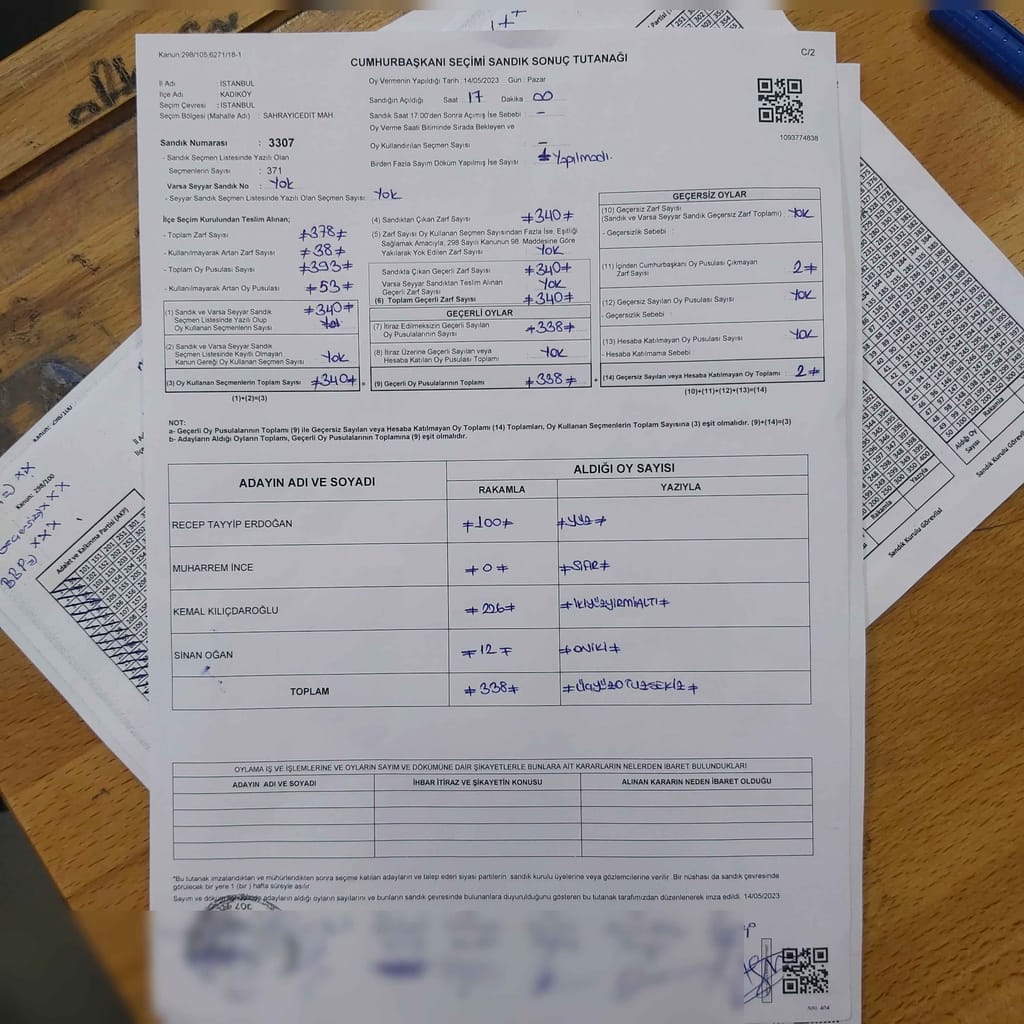 Kanun:298/105,6271/18-1
C/2
CUMHURBAŞKANI SEÇİMİ SANDIK SONUÇ TUTANAĞI
İl Adı : İSTANBUL
İlçe Adı : KADIKÖY
Seçim Çevresi : İSTANBUL
Seçim Bölgesi (Mahalle Adı) : SAHRAYICEDİT MAH
Oy Vermenin Yapıldığı Tarih :14/05/2023 Gün : Pazar
Sandığın Açıldığı Saat 17 Dakika 00
Sandık Saat 17:00'den Sonra Açılmış İse Sebebi -
Oy Verme Saati Bitiminde Sırada Bekleyen ve
Oy Kullandırılan Seçmen Sayısı -
Birden Fazla Sayım Döküm Yapılmış İse Sayısı Yapılmadı.
1093774838
Sandık Numarası : 3307
- Sandık Seçmen Listesinde Yazılı Olan
Seçmenlerin Sayısı : 371
Varsa Seyyar Sandık No : Yok
- Seyyar Sandık Seçmen Listesinde Yazılı Olan Seçmen Sayısı: Yok
İlçe Seçim Kurulundan Teslim Alınan;
- Toplam Zarf Sayısı ≠378≠
- Kullanılmayarak Artan Zarf Sayısı ≠38≠
- Toplam Oy Pusulası Sayısı ≠393≠
- Kullanılmayarak Artan Oy Pusulası ≠53≠
(1) Sandık ve Varsa Seyyar Sandık
Seçmen Listesinde Yazılı Olup
Oy Kullanan Seçmenlerin Sayısı ≠340≠
(2) Sandık ve Varsa Seyyar Sandık
Seçmen Listesinde Kayıtlı Olmayan
Kanun Gereği Oy Kullanan Seçmen Sayısı Yok
(3) Oy Kullanan Seçmenlerin Toplam Sayısı ≠340≠
(1)+(2)=(3)
(4) Sandıktan Çıkan Zarf Sayısı ≠340≠
(5) Zarf Sayısı Oy Kullanan Seçmen Sayısından Fazla İse, Eşitliği
Sağlamak Amacıyla; 298 Sayılı Kanunun 98. Maddesine Göre
Yakılarak Yok Edilen Zarf Sayısı Yok
Sandıkta Çıkan Geçerli Zarf Sayısı ≠340≠
Varsa Seyyar Sandıktan Teslim Alınan
Geçerli Zarf Sayısı Yok
(6) Toplam Geçerli Zarf Sayısı ≠340≠
GEÇERLİ OYLAR
(7) İtiraz Edilmeksizin Geçerli Sayılan
Oy Pusulalarının Sayısı ≠338≠
(8) İtiraz Üzerine Geçerli Sayılan veya
Hesaba Katılan Oy Pusulası Toplamı Yok
(9) Geçerli Oy Pusulalarının Toplamı ≠338≠
GEÇERSİZ OYLAR
(10) Geçersiz Zarf Sayısı
(Sandık ve Varsa Seyyar Sandık Geçersiz Zarf Toplamı) Yok
- Geçersizlik Sebebi :
(11) İçinden Cumhurbaşkanı Oy Pusulası Çıkmayan
Zarf Sayısı 2≠
(12) Geçersiz Sayılan Oy Pusulası Sayısı Yok
- Geçersizlik Sebebi :
(13) Hesaba Katılmayan Oy Pusulası Sayısı Yok
- Hesaba Katılmama Sebebi
(14) Geçersiz Sayılan veya Hesaba Katılmayan Oy Toplamı 2≠
(10)+(11)+(12)+(13)=(14)
NOT:
a- Geçerli Oy Pusulalarının Toplamı (9) ile Geçersiz Sayılan veya Hesaba Katılmayan Oy Toplamı (14) Toplamları, Oy Kullanan Seçmenlerin Toplam Sayısına (3) eşit olmalıdır. (9)+(14)=(3)
b- Adayların Aldığı Oyların Toplamı, Geçerli Oy Pusulalarının Toplamına (9) eşit olmalıdır.
ADAYIN ADI VE SOYADI ALDIĞI OY SAYISI
RAKAMLA YAZIYLA
RECEP TAYYİP ERDOĞAN ≠100≠ ≠YÜZ≠
MUHARREM İNCE ≠0≠ ≠SIFIR≠
KEMAL KILIÇDAROĞLU ≠226≠ ≠İKİYÜZYİRMİALTI≠
SİNAN OĞAN ≠12≠ ≠ONİKİ≠
TOPLAM ≠338≠ ≠ÜÇYÜZOTUZSEKİZ≠
OYLAMA İŞ VE İŞLEMLERİNE VE OYLARIN SAYIM VE DÖKÜMÜNE DAİR ŞİKAYETLERLE BUNLARA AİT KARARLARIN NELERDEN İBARET BULUNDUKLARI
ADAYIN ADI VE SOYADI İHBAR İTİRAZ VE ŞİKAYETİN KONUSU ALINAN KARARIN NEDEN İBARET OLDUĞU
*Bu tutanak imzalandıktan ve mühürlendikten sonra seçime katılan adayların ve talep eden siyasi partilerin sandık kurulu üyelerine veya gözlemcilerine verilir. Bir nüshası da sandık çevresinde
görülecek bir yere 1 (bir) hafta süreyle asılır
Sayım ve döküm adayların aldığı oyların sayılarını ve bunların sandık çevresinde bulunanlara duyurulduğunu gösteren bu tutanak tarafımızdan düzenlenerek imza edildi. 14/05/2023
Kanun: 298/100
Adalet ve Kalkınma Partisi (AKP)
BBP
Aldığı Oy
Sayısı
Rakamla
Yazıyla
Sandık Kurulu Görevlisi